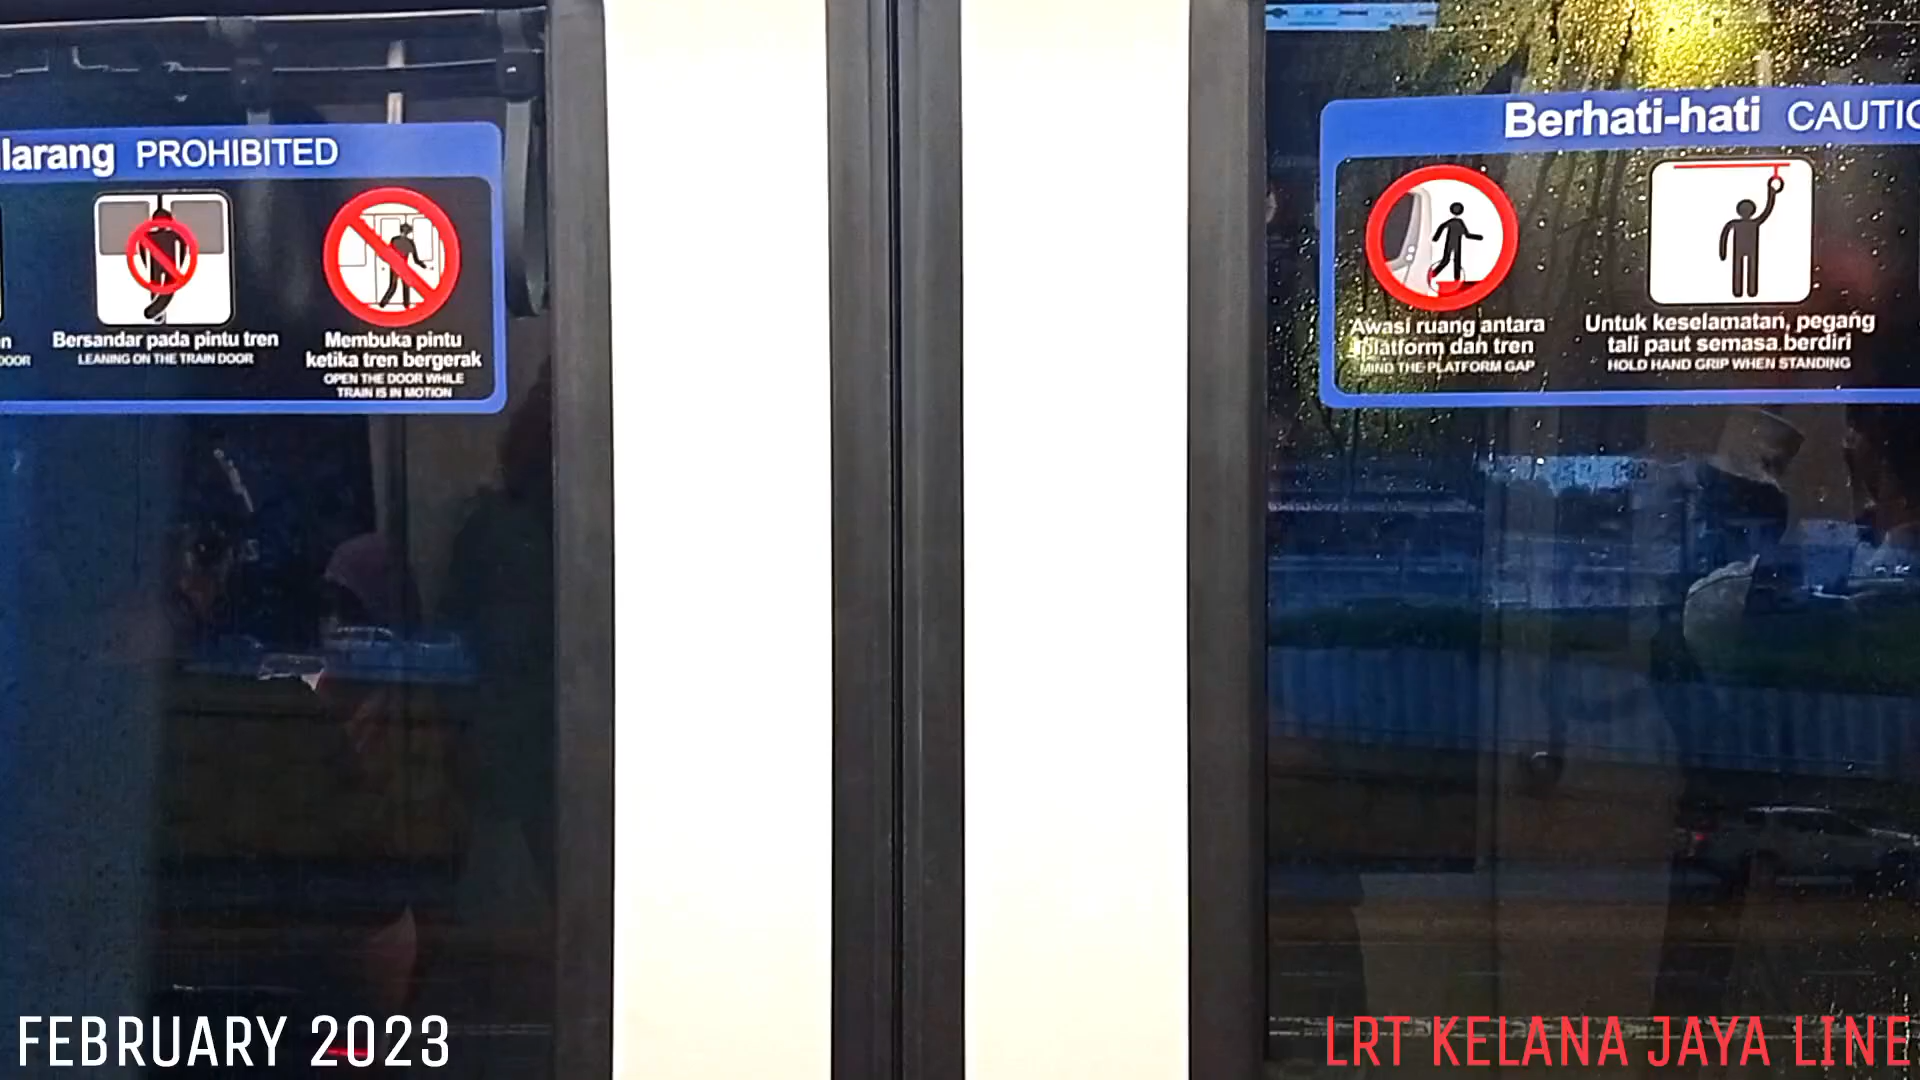 larang PROHIBITED
n
DOOR
Bersandar pada pintu tren
LEANING ON THE TRAIN DOOR
Membuka pintu
ketika tren bergerak
OPEN THE DOOR WHILE
TRAIN IS IN MOTION
Berhati-hati CAUTIO
Awasi ruang antara
platform dan tren
MIND THE PLATFORM GAP
Untuk keselamatan, pegang
tali paut semasa berdiri
HOLD HAND GRIP WHEN STANDING
FEBRUARY 2023
LRT KELANA JAYA LINE